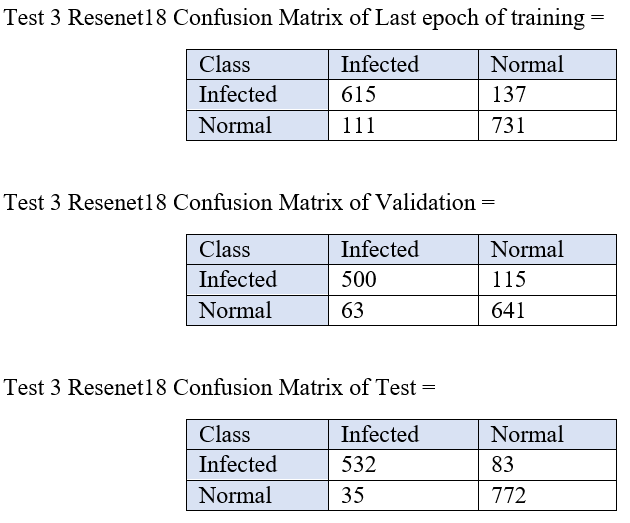 Test 3 Resenet18 Confusion Matrix of Last epoch of training =
Class Infected Normal
Infected 615 137
Normal 111 731
Test 3 Resenet18 Confusion Matrix of Validation =
Class Infected Normal
Infected 500 115
Normal 63 641
Test 3 Resenet18 Confusion Matrix of Test =
Class Infected Normal
Infected 532 83
Normal 35 772